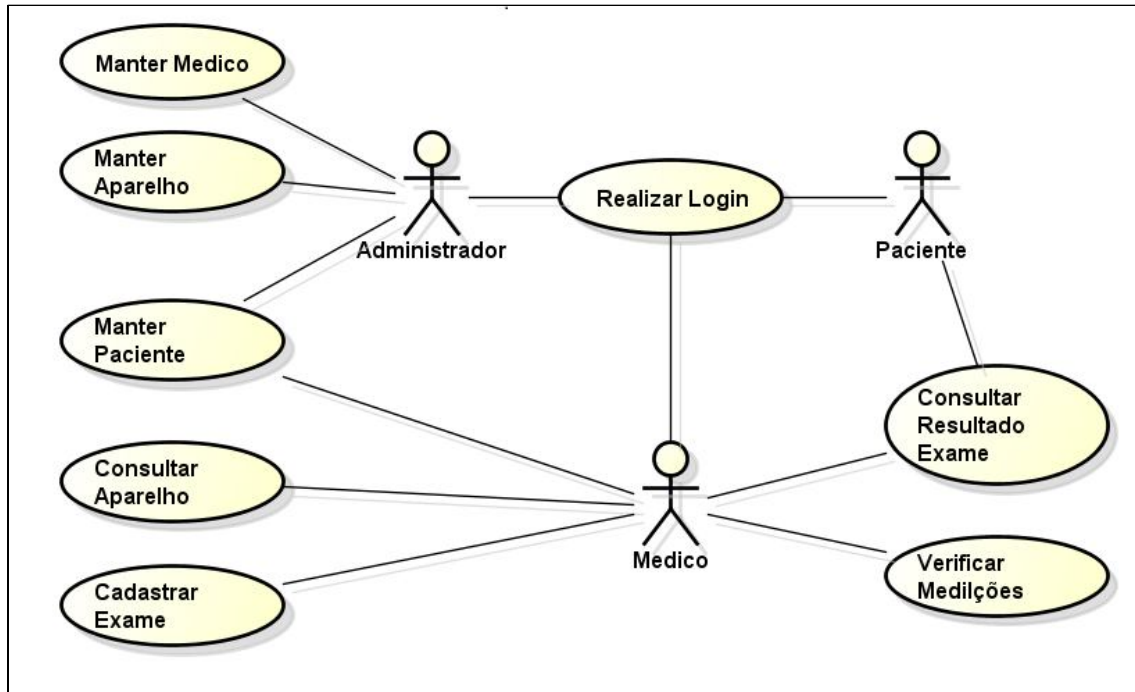 Manter Medico
Manter
Aparelho
Administrador
Realizar Login
Paciente
Manter
Paciente
Consultar
Resultado
Exame
Consultar
Aparelho
Medico
Verificar
Medilções
Cadastrar
Exame